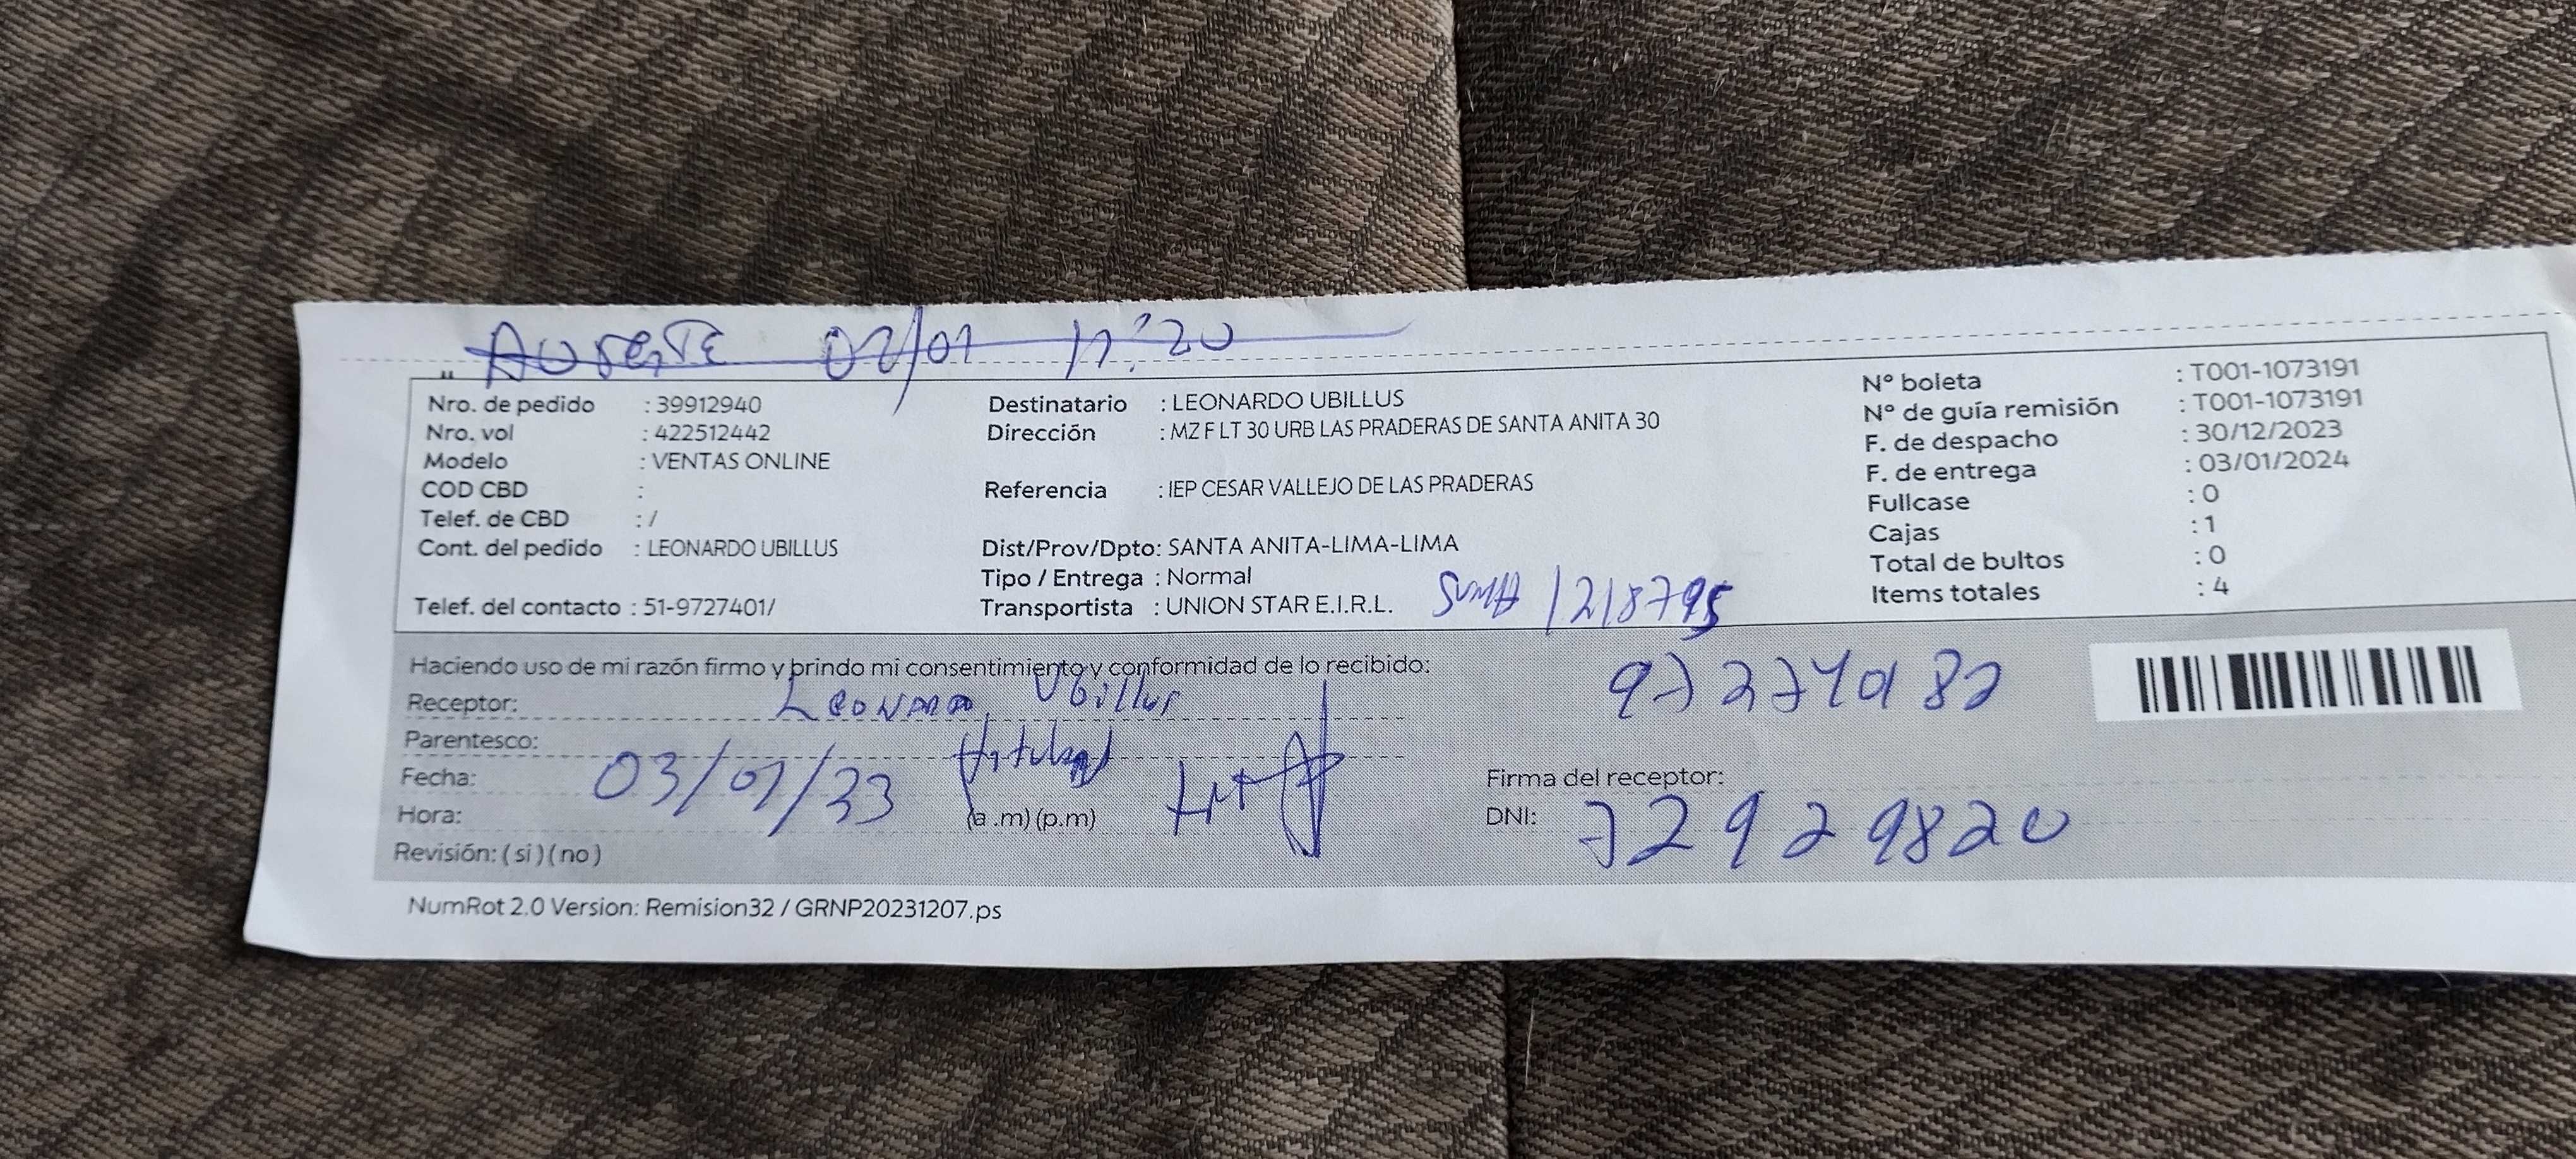 AUSENTE 02/01 11:20
Nro. de pedido : 39912940
Nro. vol : 422512442
Modelo : VENTAS ONLINE
COD CBD :
Telef. de CBD : /
Cont. del pedido : LEONARDO UBILLUS
Telef. del contacto : 51-9727401/
Destinatario : LEONARDO UBILLUS
Dirección : MZ F LT 30 URB LAS PRADERAS DE SANTA ANITA 30
Referencia : IEP CESAR VALLEJO DE LAS PRADERAS
Dist/Prov/Dpto: SANTA ANITA-LIMA-LIMA
Tipo / Entrega : Normal
Transportista : UNION STAR E.I.R.L.
1218795
Nº boleta : T001-1073191
Nº de guía remisión : T001-1073191
F. de despacho : 30/12/2023
F. de entrega : 03/01/2024
Fullcase : 0
Cajas : 1
Total de bultos : 0
Items totales : 4
Haciendo uso de mi razón firmo y brindo mi consentimiento y conformidad de lo recibido:
Receptor: Leonardo Ubillus
Parentesco:
Fecha: 03/01/23
Hora: (a .m) (p.m)
Revisión: ( si ) ( no )
Firma del receptor:
DNI: 72929820
NumRot 2.0 Version: Remision32 / GRNP20231207.ps